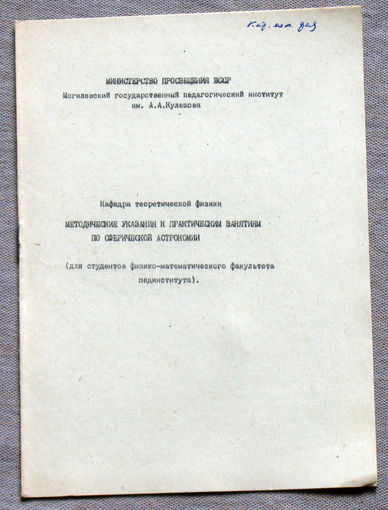 МИНИСТЕРСТВО ПРОСВЕЩЕНИЯ БССР
Могилевский государственный педагогический институт
им. А.А.Кулешова
Кафедра теоретической физики
МЕТОДИЧЕСКИЕ УКАЗАНИЯ К ПРАКТИЧЕСКИМ ЗАНЯТИЯМ
ПО СФЕРИЧЕСКОЙ АСТРОНОМИИ
(для студентов физико-математического факультета
пединститута).